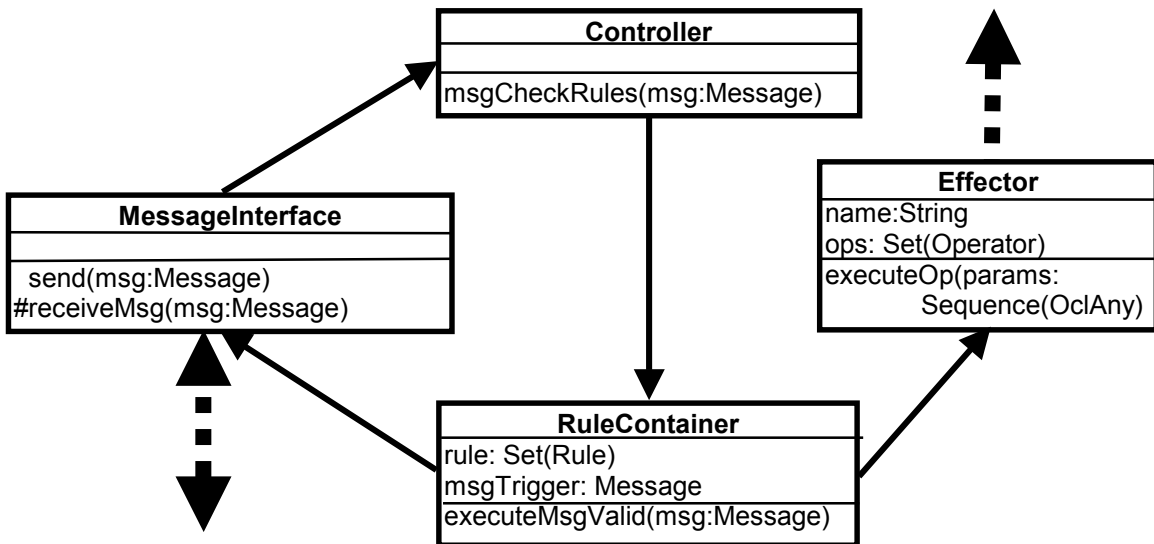 Controller
msgCheckRules(msg:Message)
Effector
name:String
ops: Set(Operator)
executeOp(params:
Sequence(OclAny)
MessageInterface
send(msg:Message)
#receiveMsg(msg:Message)
RuleContainer
rule: Set(Rule)
msgTrigger: Message
executeMsgValid(msg:Message)